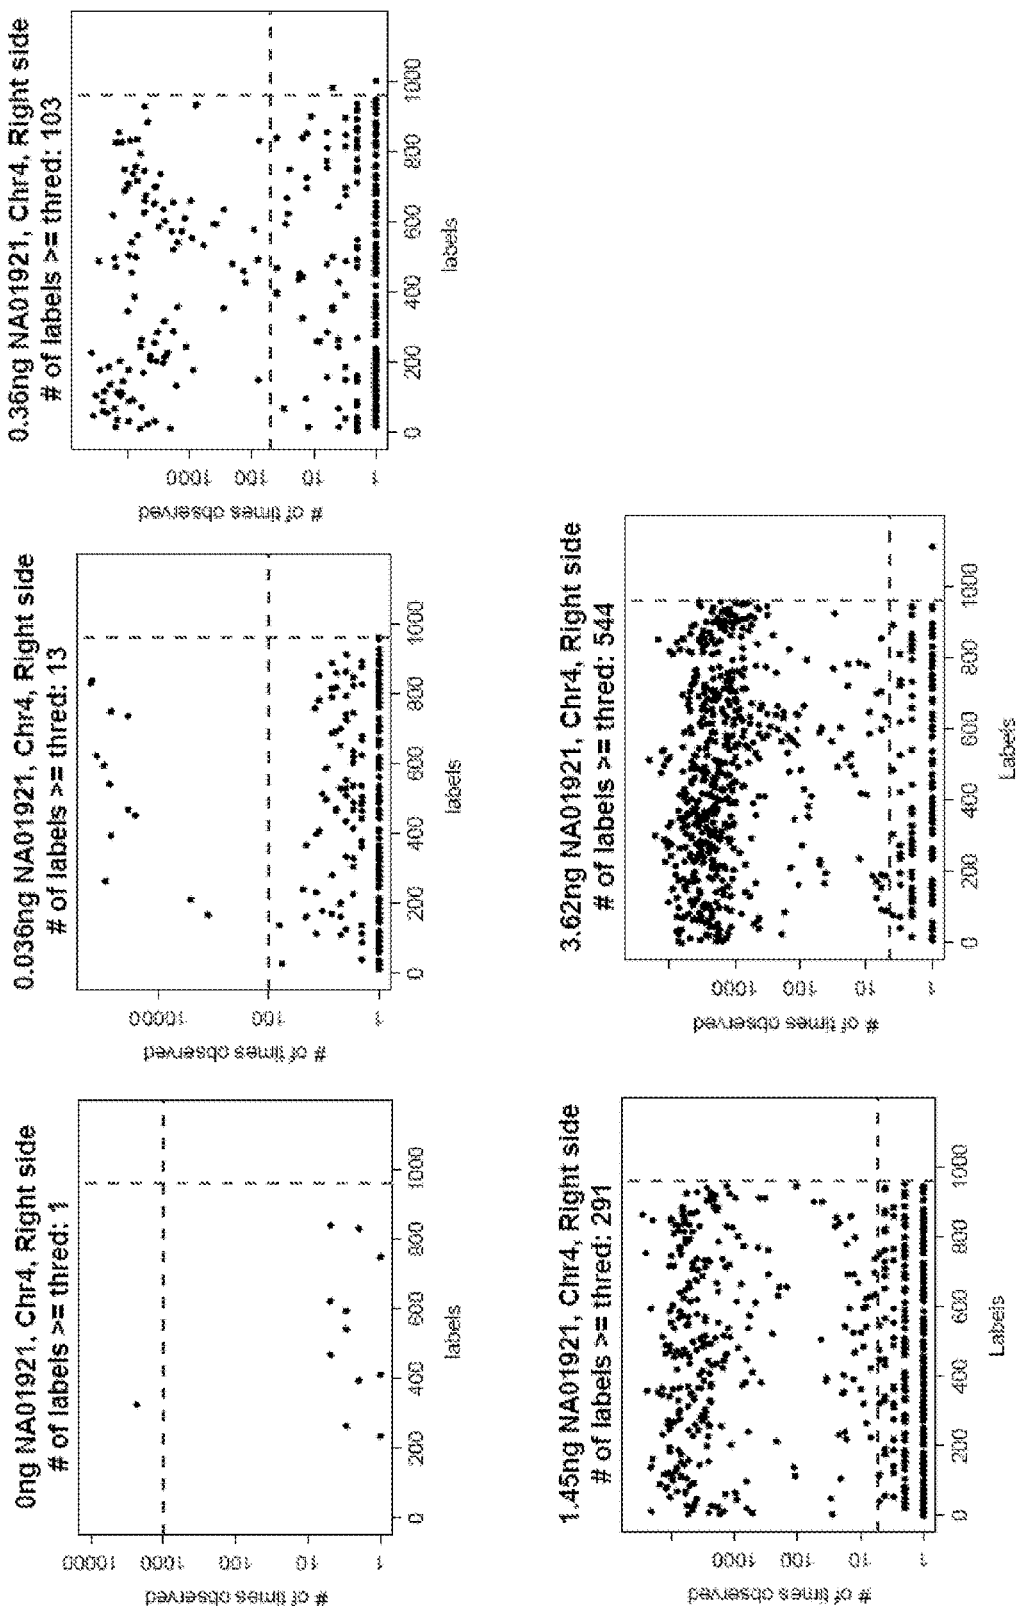 0ng NA01921, Chr4, Right side
# of labels >= thred: 1
# of times observed
10000
1000
100
10
1
0
200
400
600
800
1000
labels
0.036ng NA01921, Chr4, Right side
# of labels >= thred: 13
# of times observed
10000
100
1
0
200
400
600
800
1000
labels
0.36ng NA01921, Chr4, Right side
# of labels >= thred: 103
# of times observed
1000
100
10
1
0
200
400
600
800
1000
labels
1.45ng NA01921, Chr4, Right side
# of labels >= thred: 291
# of times observed
1000
100
10
1
0
200
400
600
800
1000
Labels
3.62ng NA01921, Chr4, Right side
# of labels >= thred: 544
# of times observed
1000
100
10
1
0
200
400
600
800
1000
Labels